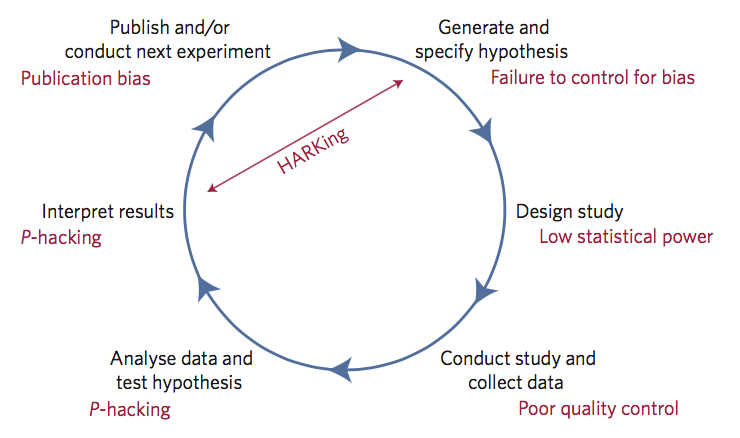 Publish and/or
conduct next experiment
Publication bias
Generate and
specify hypothesis
Failure to control for bias
HARKing
Interpret results
P-hacking
Design study
Low statistical power
Analyse data and
test hypothesis
P-hacking
Conduct study and
collect data
Poor quality control